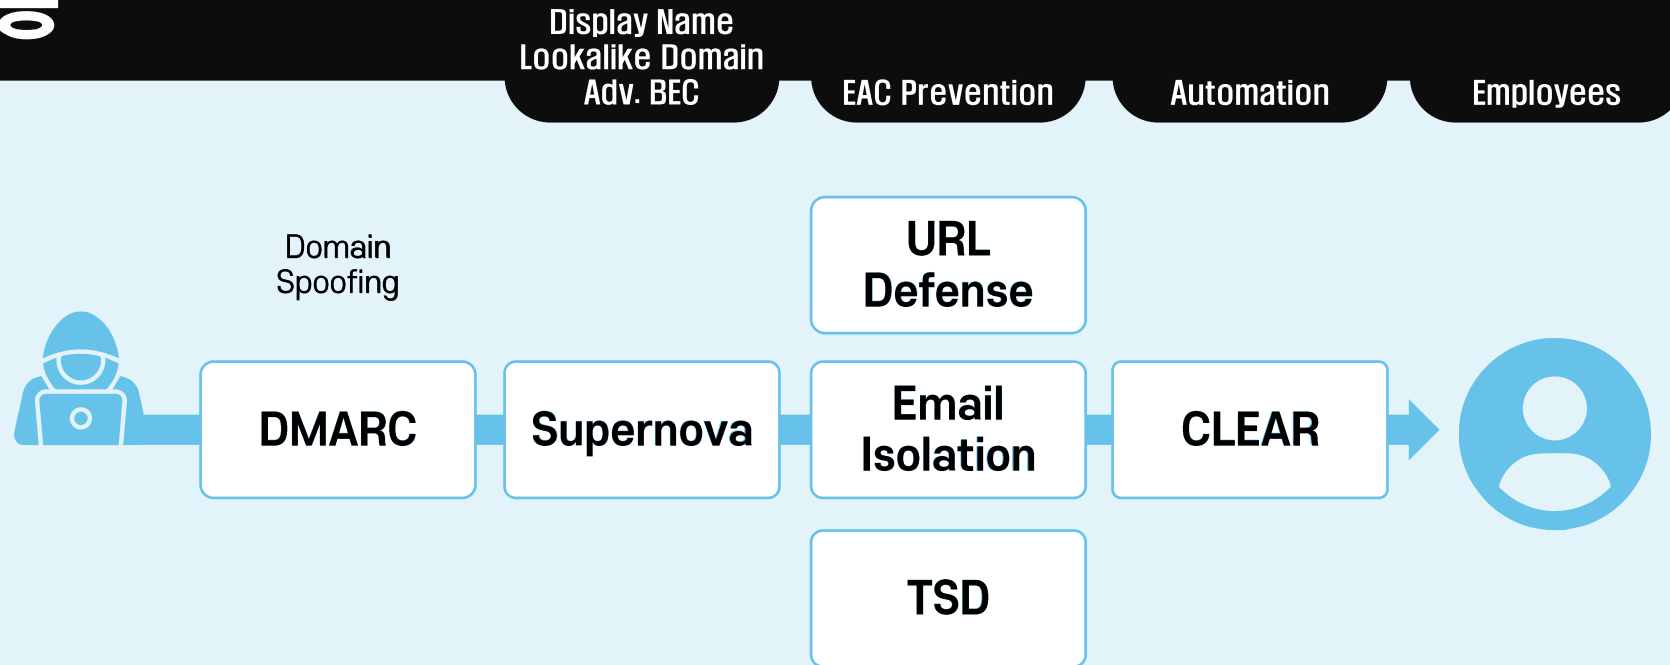 Display Name
Lookalike Domain
Adv. BEC
EAC Prevention
Automation
Employees
Domain
Spoofing
URL
Defense
DMARC
Supernova
Email
Isolation
CLEAR
TSD